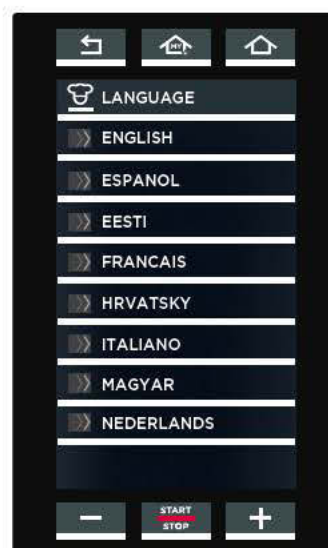 MY
LANGUAGE
ENGLISH
ESPANOL
EESTI
FRANCAIS
HRVATSKY
ITALIANO
MAGYAR
NEDERLANDS
START
STOP